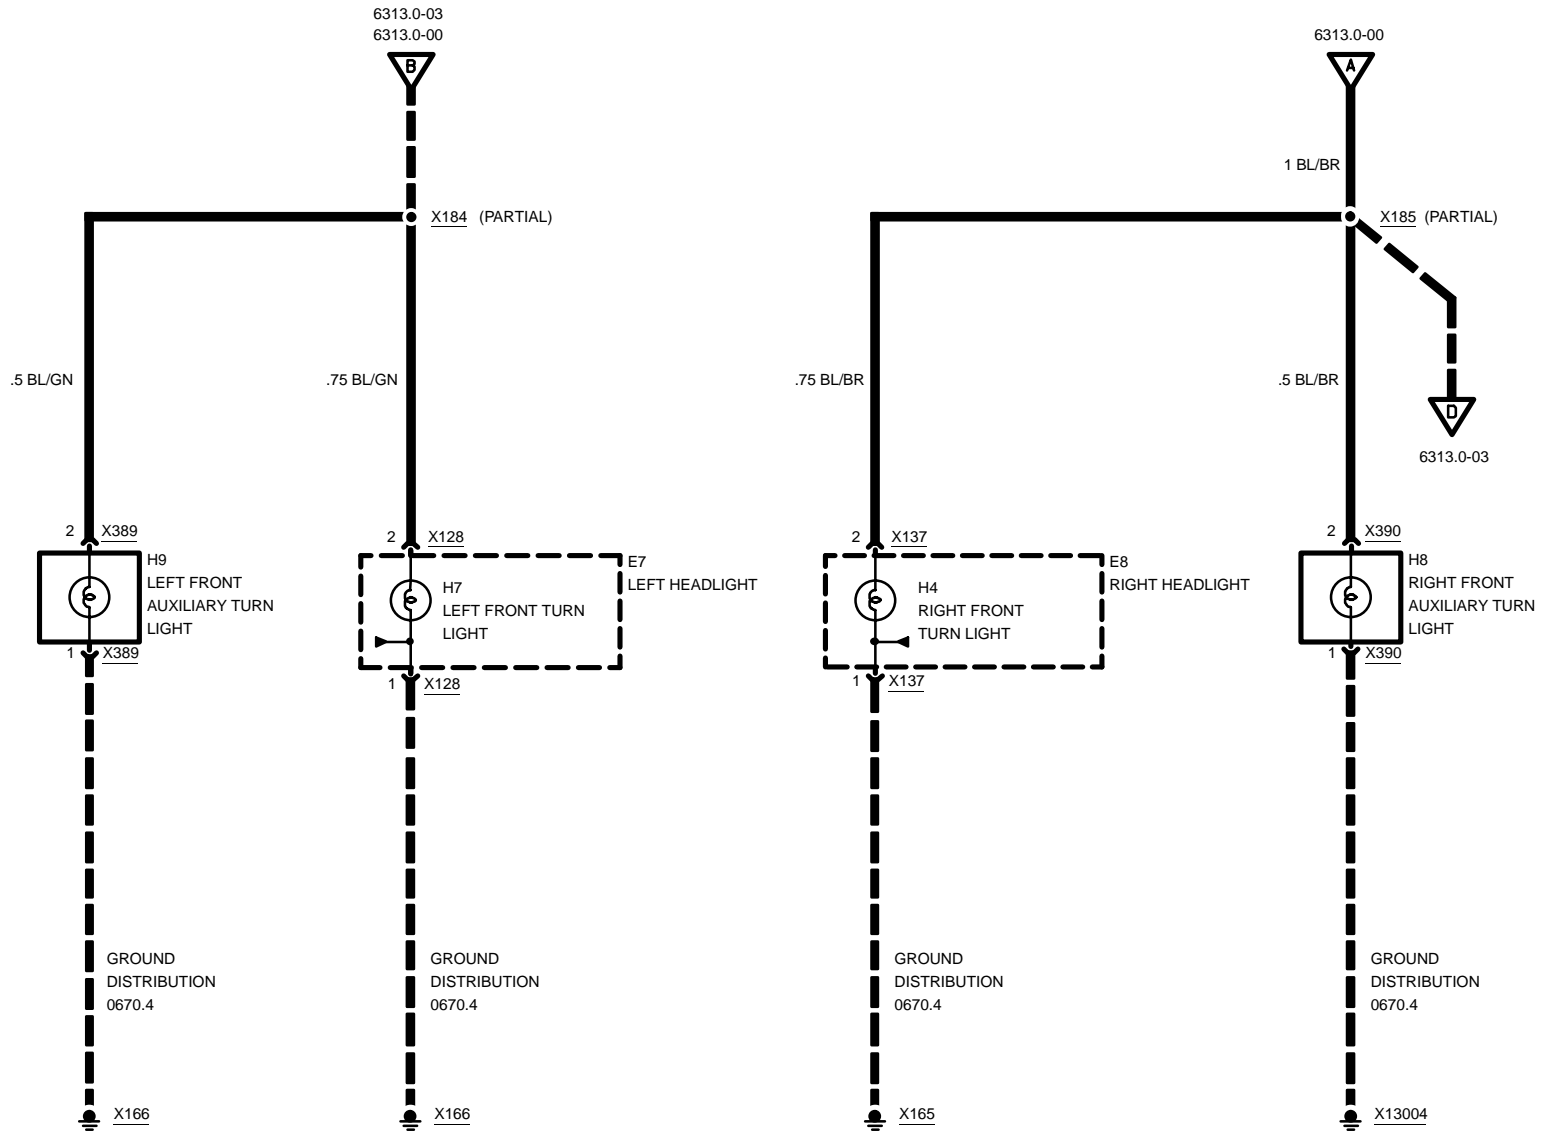 6313.0-03
6313.0-00
B
6313.0-00
A
1 BL/BR
X184 (PARTIAL)
X185 (PARTIAL)
.5 BL/GN
.75 BL/GN
.75 BL/BR
.5 BL/BR
D
6313.0-03
2 X389
2 X128
2 X137
2 X390
H9
LEFT FRONT
AUXILIARY TURN
LIGHT
E7
LEFT HEADLIGHT
H7
LEFT FRONT TURN
LIGHT
E8
RIGHT HEADLIGHT
H4
RIGHT FRONT
TURN LIGHT
H8
RIGHT FRONT
AUXILIARY TURN
LIGHT
1 X389
1 X128
1 X137
1 X390
GROUND
DISTRIBUTION
0670.4
GROUND
DISTRIBUTION
0670.4
GROUND
DISTRIBUTION
0670.4
GROUND
DISTRIBUTION
0670.4
X166
X166
X165
X13004